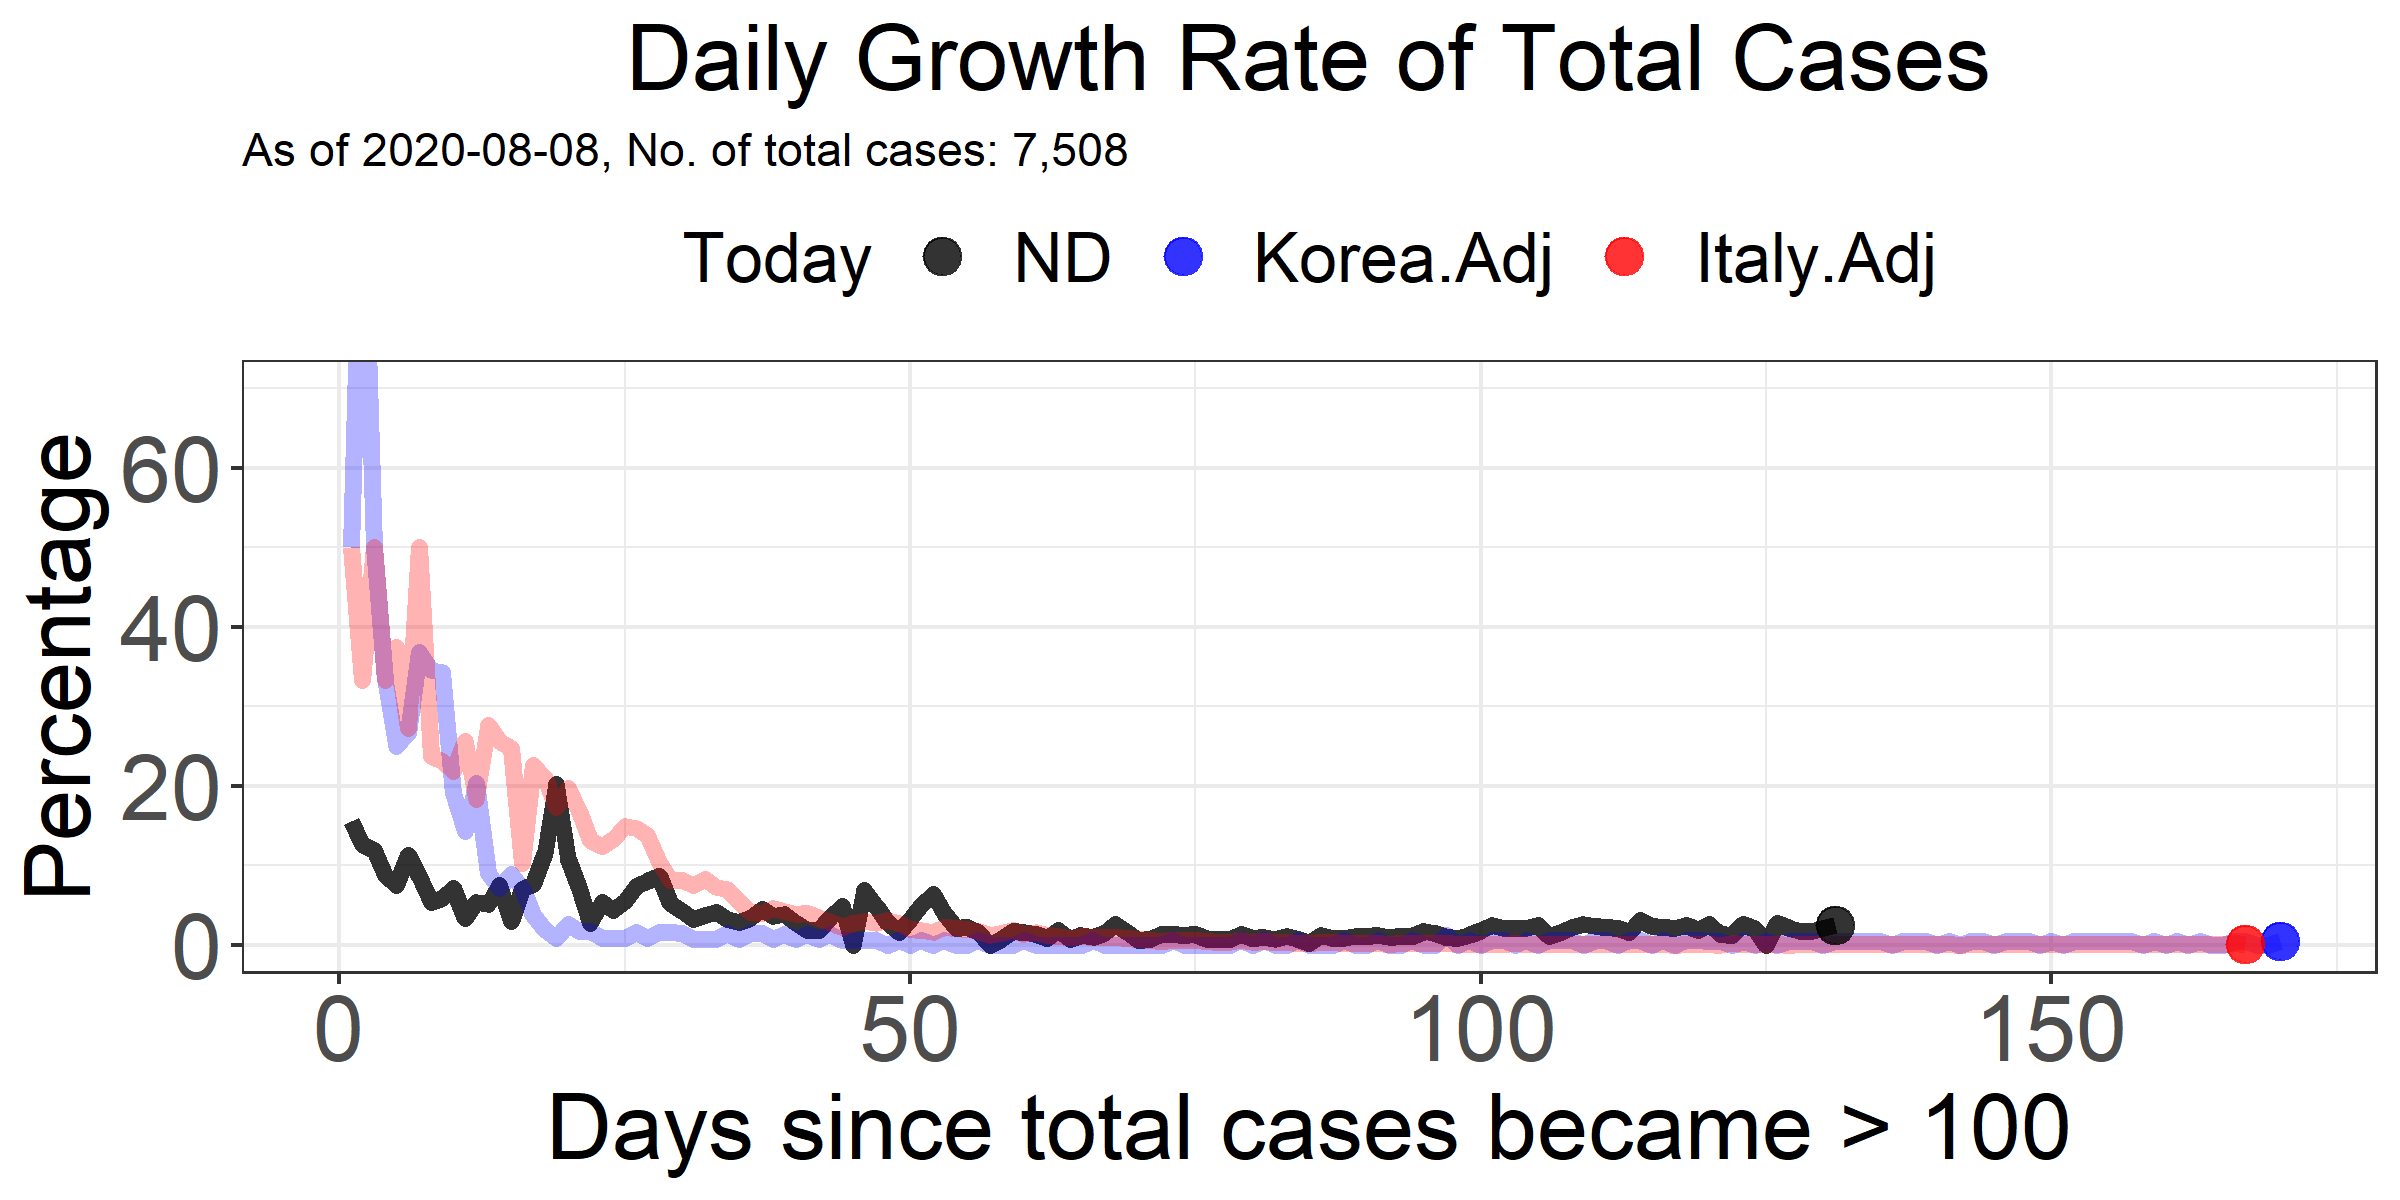 Daily Growth Rate of Total Cases
As of 2020-08-08, No. of total cases: 7,508
Today ND Korea.Adj Italy.Adj
Percentage
60
40
20
0
0 50 100 150
Days since total cases became > 100